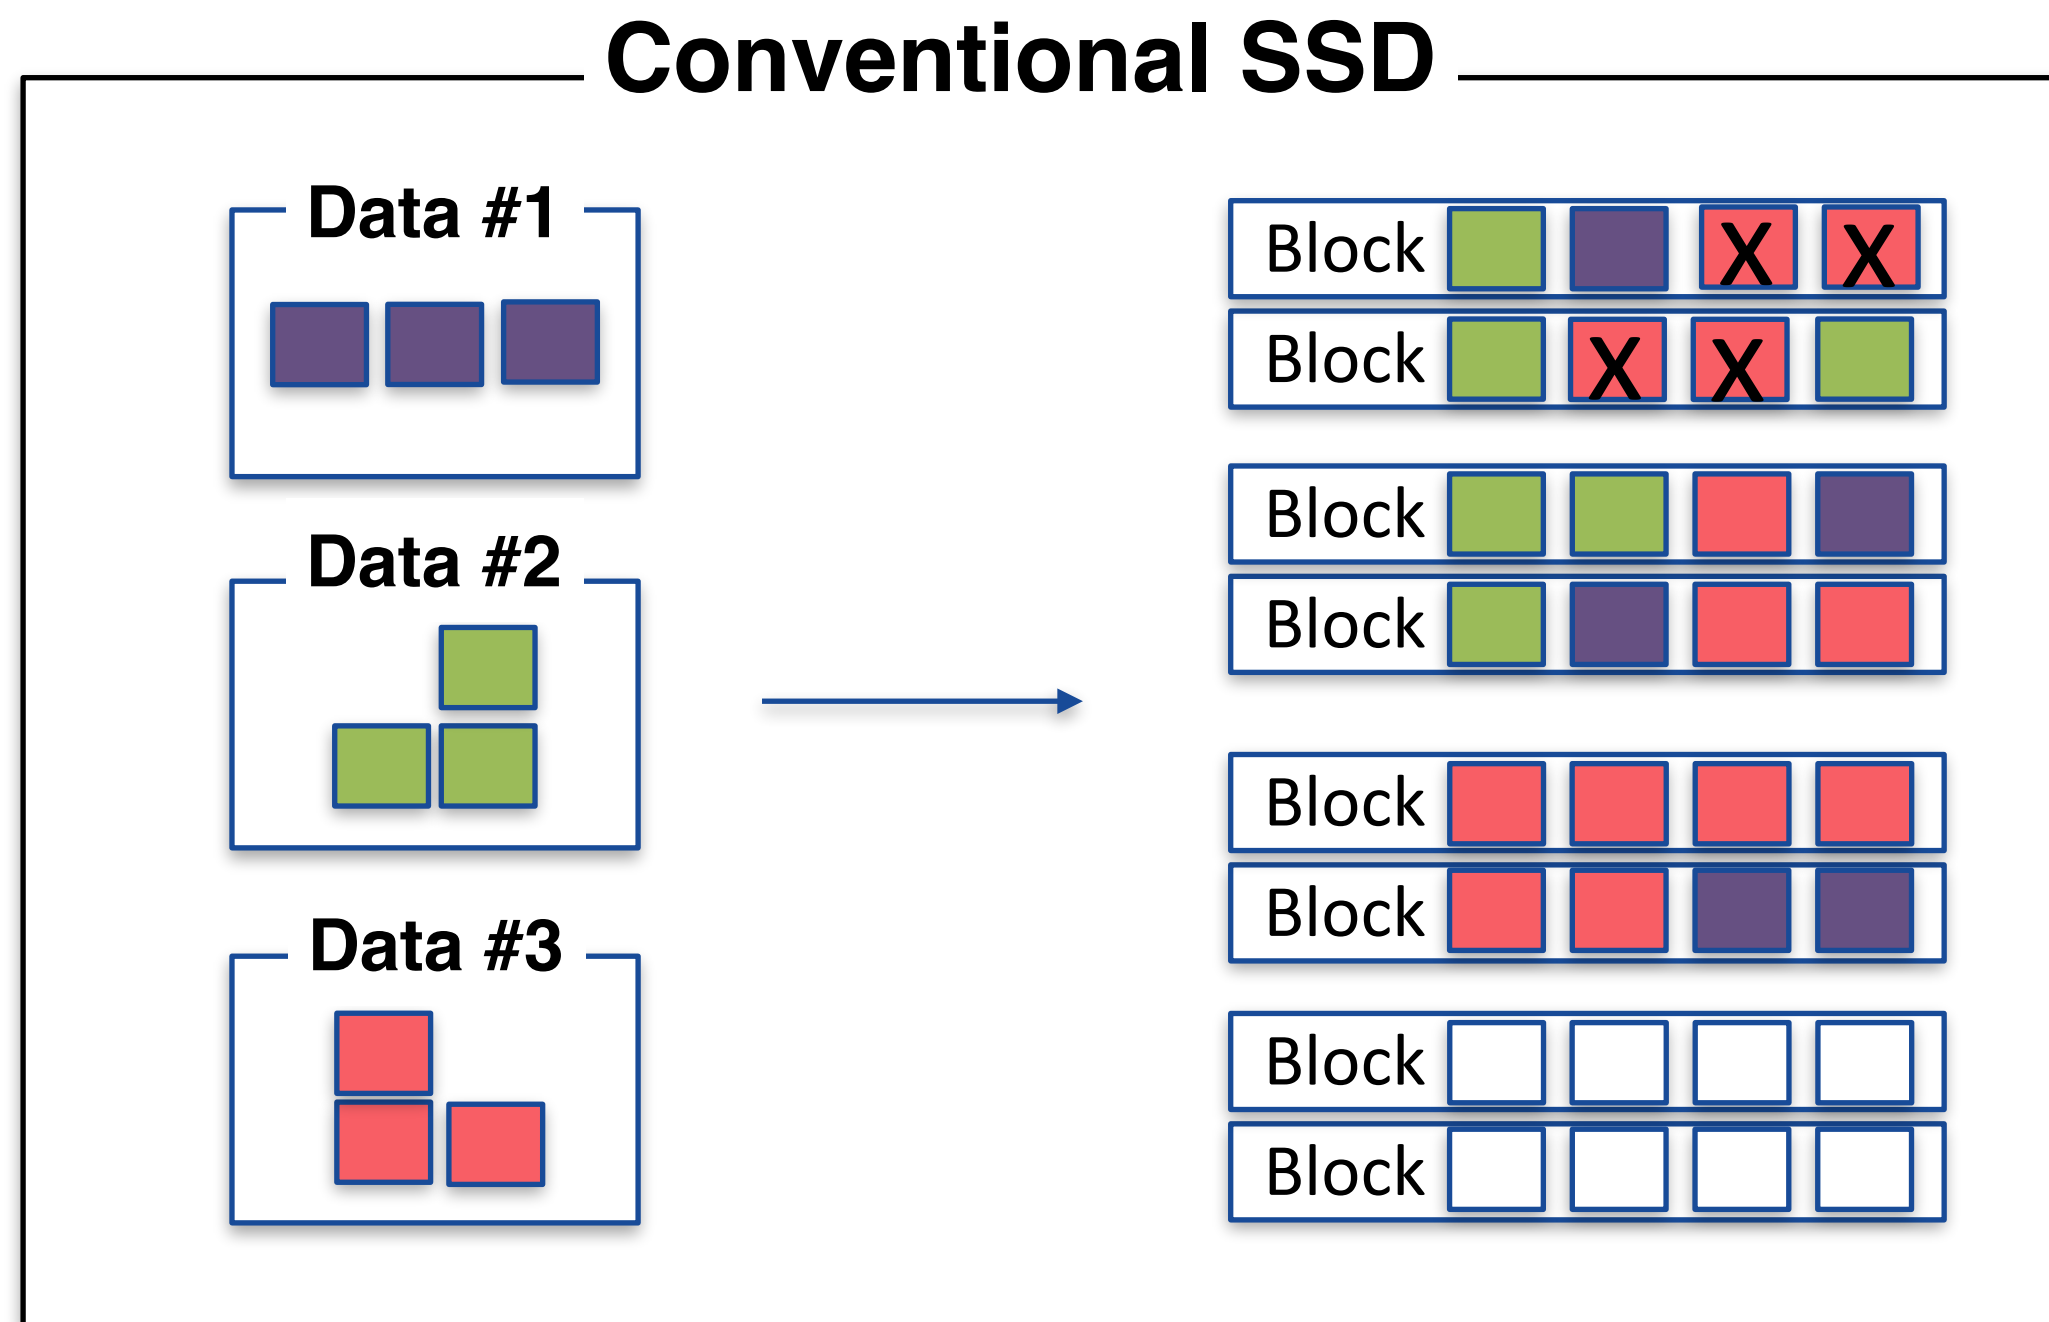 Conventional SSD
Data #1
Data #2
Data #3
Block X X
Block X X
Block
Block
Block
Block
Block
Block